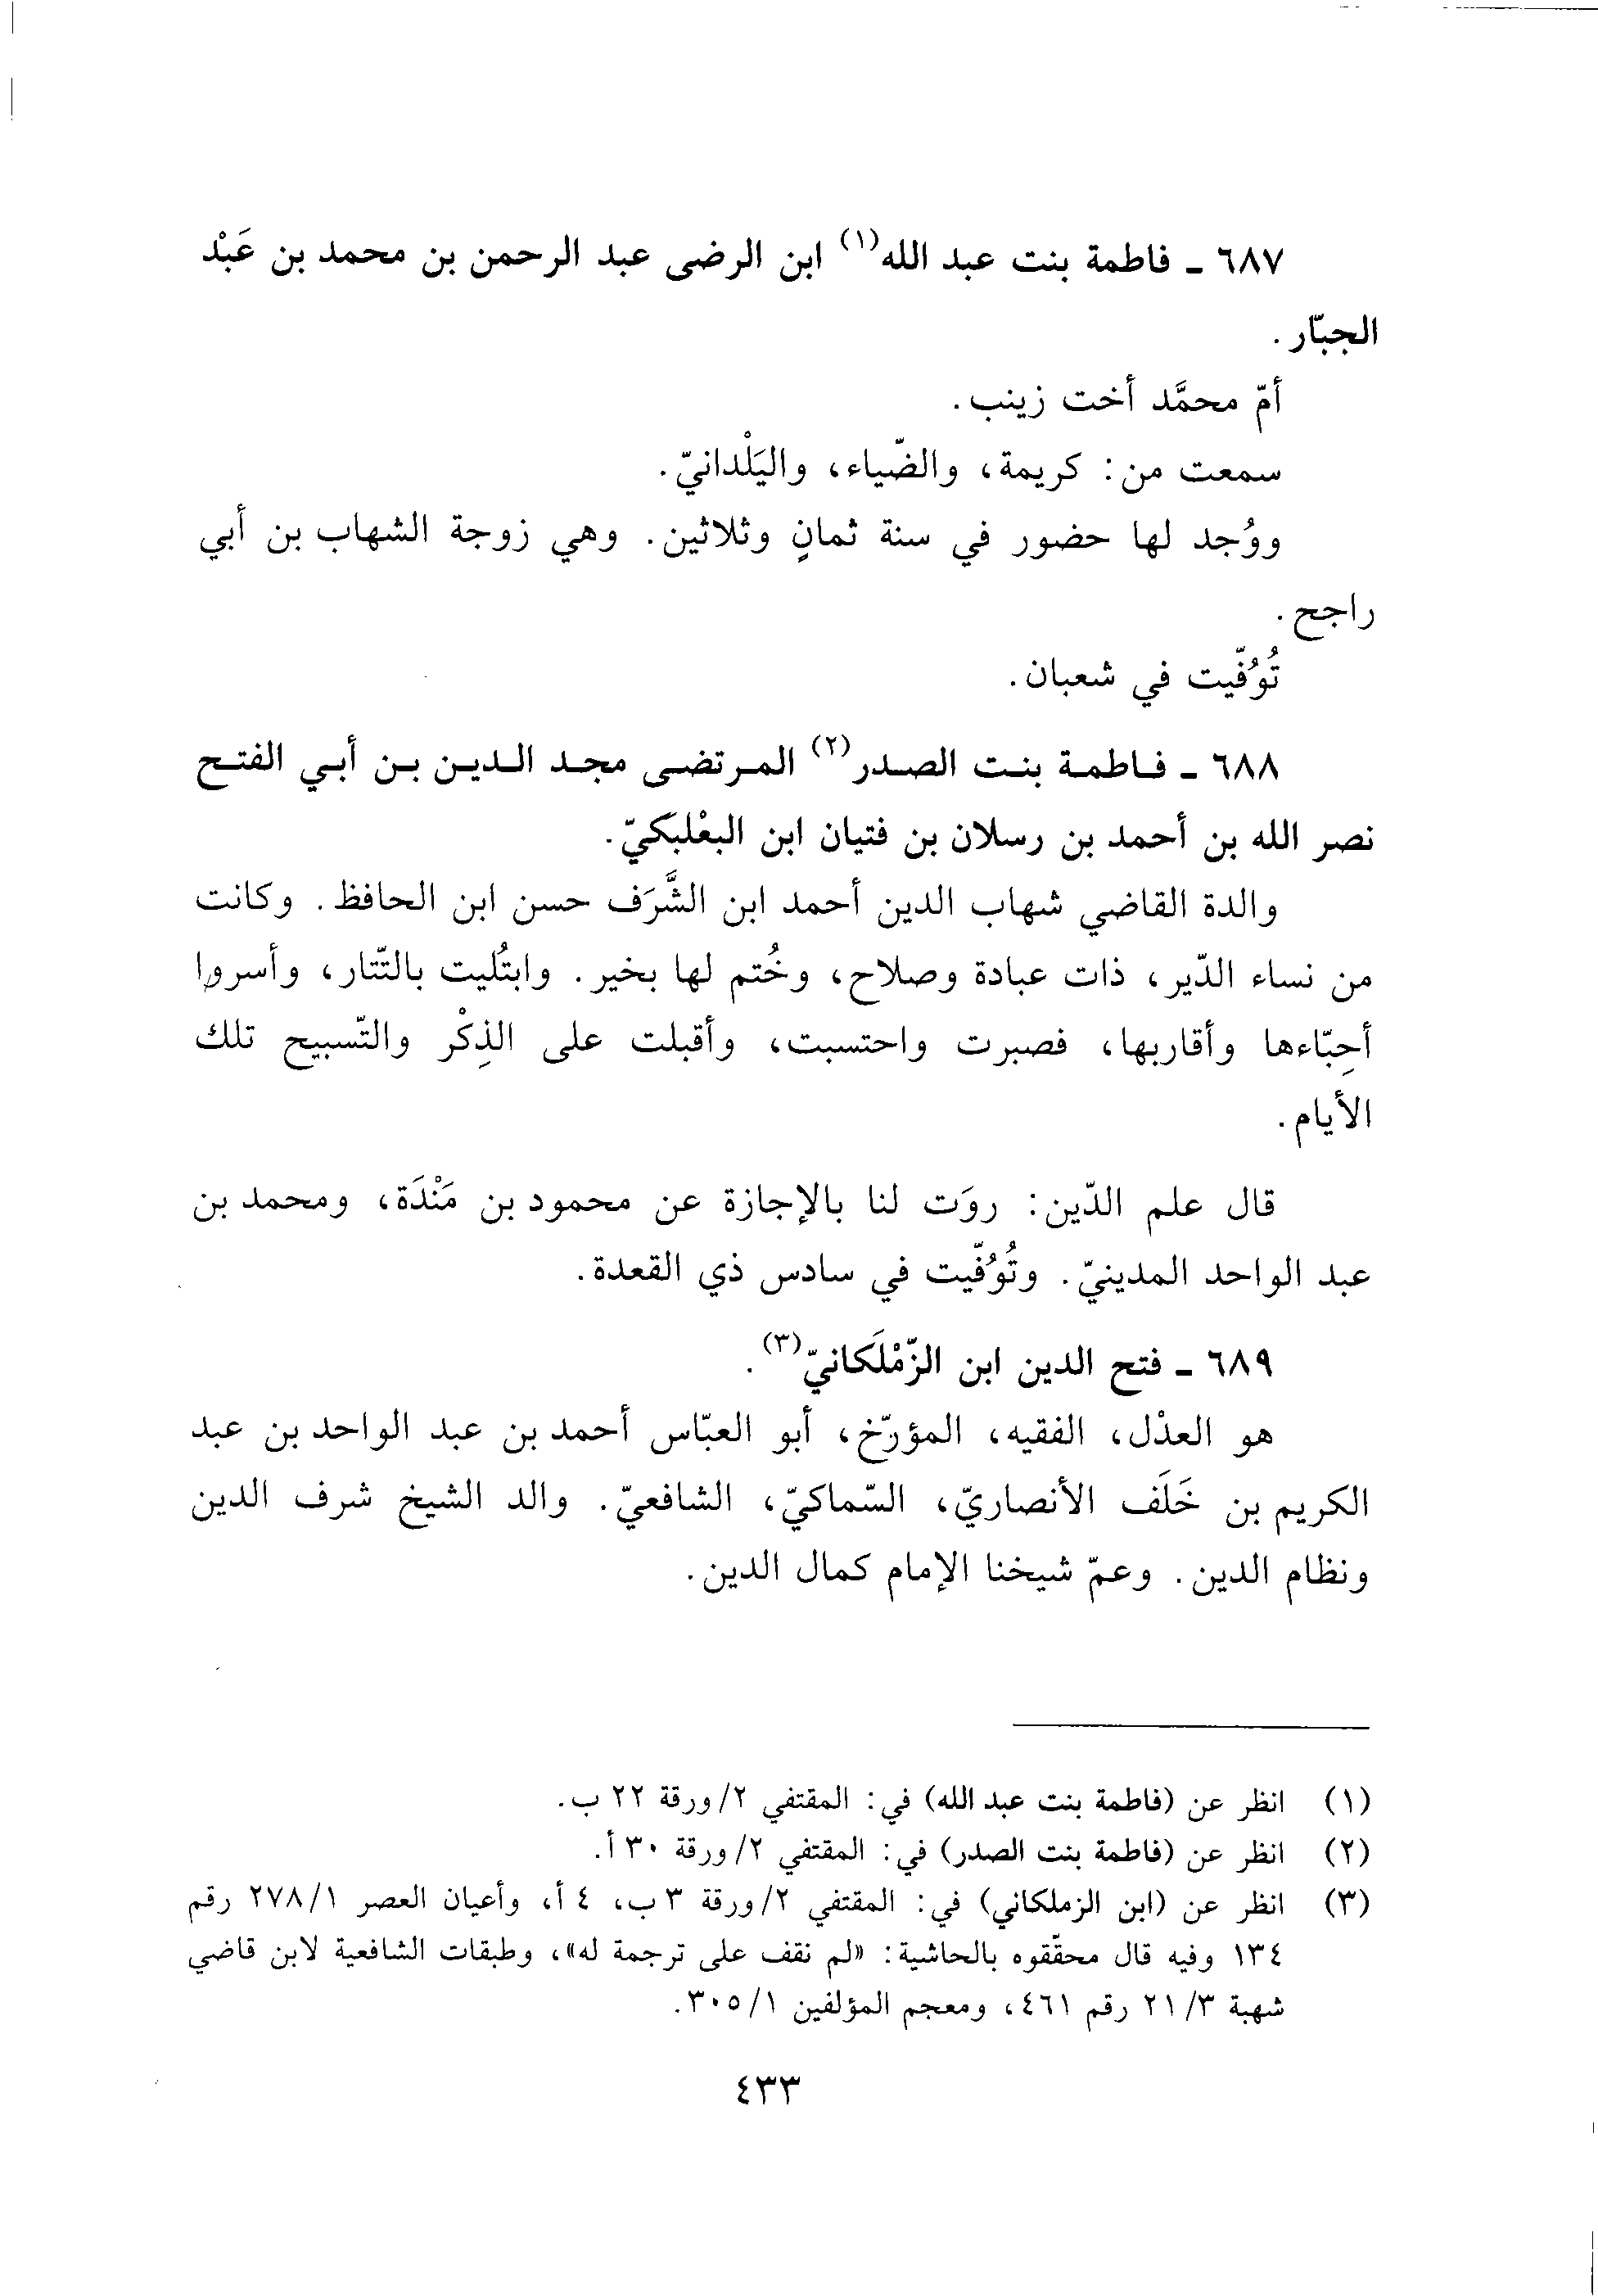 ٦٨٧ ـ فاطمة بنت عبد الله(١) ابن الرضى عبد الرحمن بن محمد بن عَبْد
الجبّار.
أمّ محمَّد أخت زينب.
سمعت من: كريمة، والضّياء، واليَلْدانيّ.
ووُجد لها حضور في سنة ثمانٍ وثلاثين. وهي زوجة الشهاب بن أبي
راجح.
تُوُفّيت في شعبان.
٦٨٨ ـ فاطمة بنت الصدر(٢) المرتضى مجد الدين بن أبي الفتح
نصر الله بن أحمد بن رسلان بن فتيان ابن البعْلبكيّ.
والدة القاضي شهاب الدين أحمد ابن الشَّرَف حسن ابن الحافظ. وكانت
من نساء الدّير، ذات عبادة وصلاح، وخُتم لها بخير. وابتُليت بالتّتار، وأسروا
أحِبّاءها وأقاربها، فصبرت واحتسبت، وأقبلت على الذِكْر والتّسبيح تلك
الأيام.
قال علم الدّين: روَت لنا بالإجازة عن محمود بن مَنْدَة، ومحمد بن
عبد الواحد المدينيّ. وتُوُفّيت في سادس ذي القعدة.
٦٨٩ ـ فتح الدين ابن الزّمْلَكانيّ(٣).
هو العدْل، الفقيه، المؤرّخ، أبو العبّاس أحمد بن عبد الواحد بن عبد
الكريم بن خَلَف الأنصاريّ، السّماكيّ، الشافعيّ. والد الشيخ شرف الدين
ونظام الدين. وعمّ شيخنا الإمام كمال الدين.
(١) انظر عن (فاطمة بنت عبد الله) في: المقتفي ٢/ورقة ٢٢ ب.
(٢) انظر عن (فاطمة بنت الصدر) في: المقتفي ٢/ورقة ٣٠ أ.
(٣) انظر عن (ابن الزملكاني) في: المقتفي ٢/ورقة ٣ ب، ٤ أ، وأعيان العصر ٢٧٨/١ رقم
١٣٤ وفيه قال محقّقوه بالحاشية: «لم نقف على ترجمة له»، وطبقات الشافعية لابن قاضي
شهبة ٢١/٣ رقم ٤٦١، ومعجم المؤلفين ٣٠٥/١.
٤٣٣